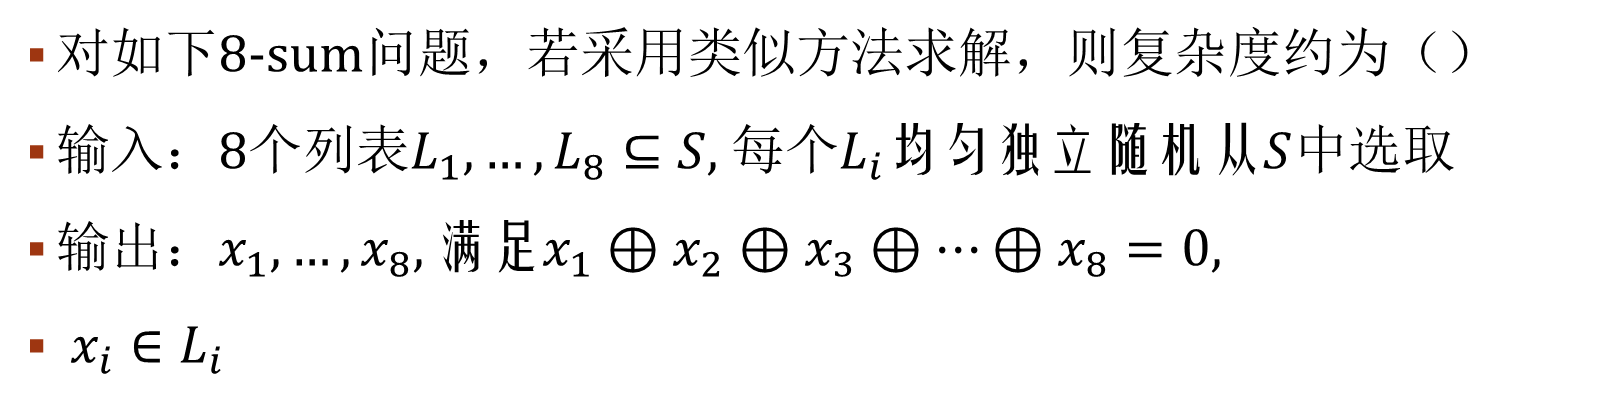 ▪ 对如下8-sum问题，若采用类似方法求解，则复杂度约为（）
▪ 输入：8个列表L₁, … , L₈ ⊆ S, 每个Lᵢ均匀独立随机从S中选取
▪ 输出：x₁, … , x₈, 满足x₁ ⊕ x₂ ⊕ x₃ ⊕ ⋯ ⊕ x₈ = 0,
▪ xᵢ ∈ Lᵢ